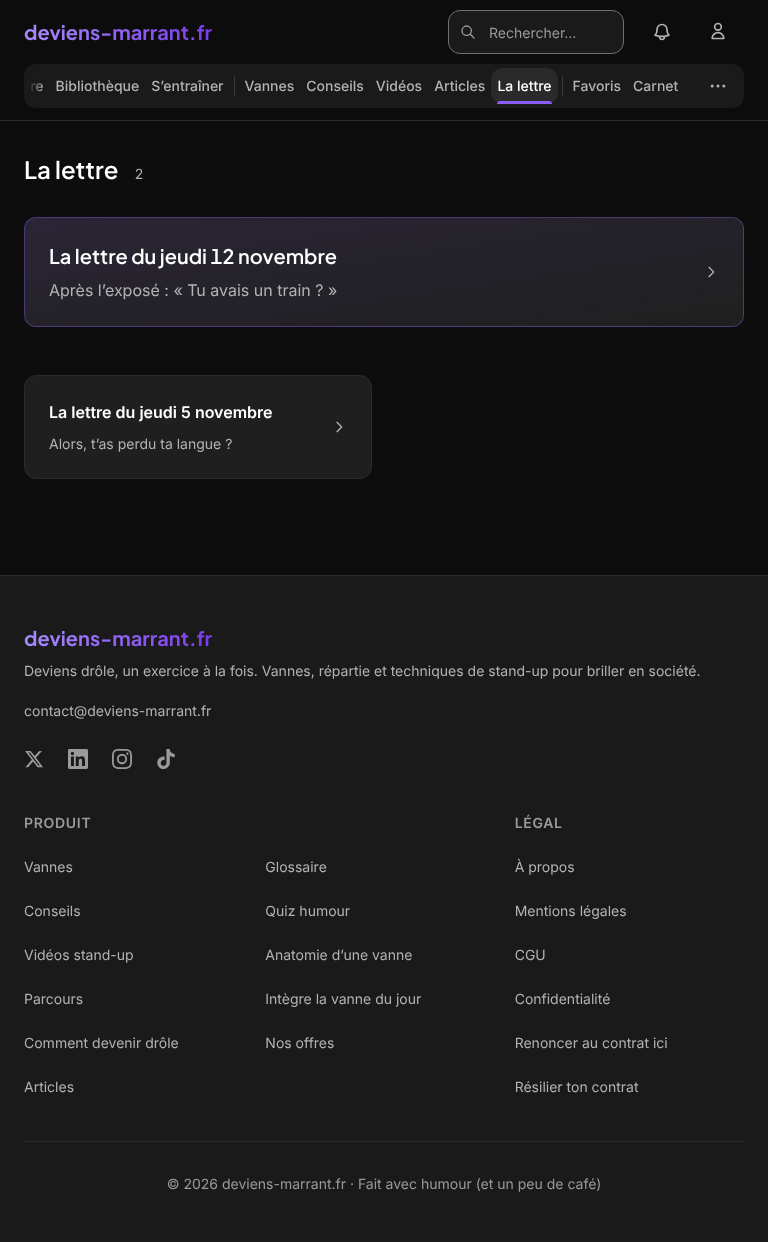 deviens-marrant.fr
Rechercher...
re Bibliothèque S’entraîner Vannes Conseils Vidéos Articles La lettre Favoris Carnet
La lettre 2
La lettre du jeudi 12 novembre
Après l’exposé : « Tu avais un train ? »
La lettre du jeudi 5 novembre
Alors, t’as perdu ta langue ?
deviens-marrant.fr
Deviens drôle, un exercice à la fois. Vannes, répartie et techniques de stand-up pour briller en société.
contact@deviens-marrant.fr
PRODUIT
Vannes
Conseils
Vidéos stand-up
Parcours
Comment devenir drôle
Articles
Glossaire
Quiz humour
Anatomie d’une vanne
Intègre la vanne du jour
Nos offres
LÉGAL
À propos
Mentions légales
CGU
Confidentialité
Renoncer au contrat ici
Résilier ton contrat
© 2026 deviens-marrant.fr · Fait avec humour (et un peu de café)